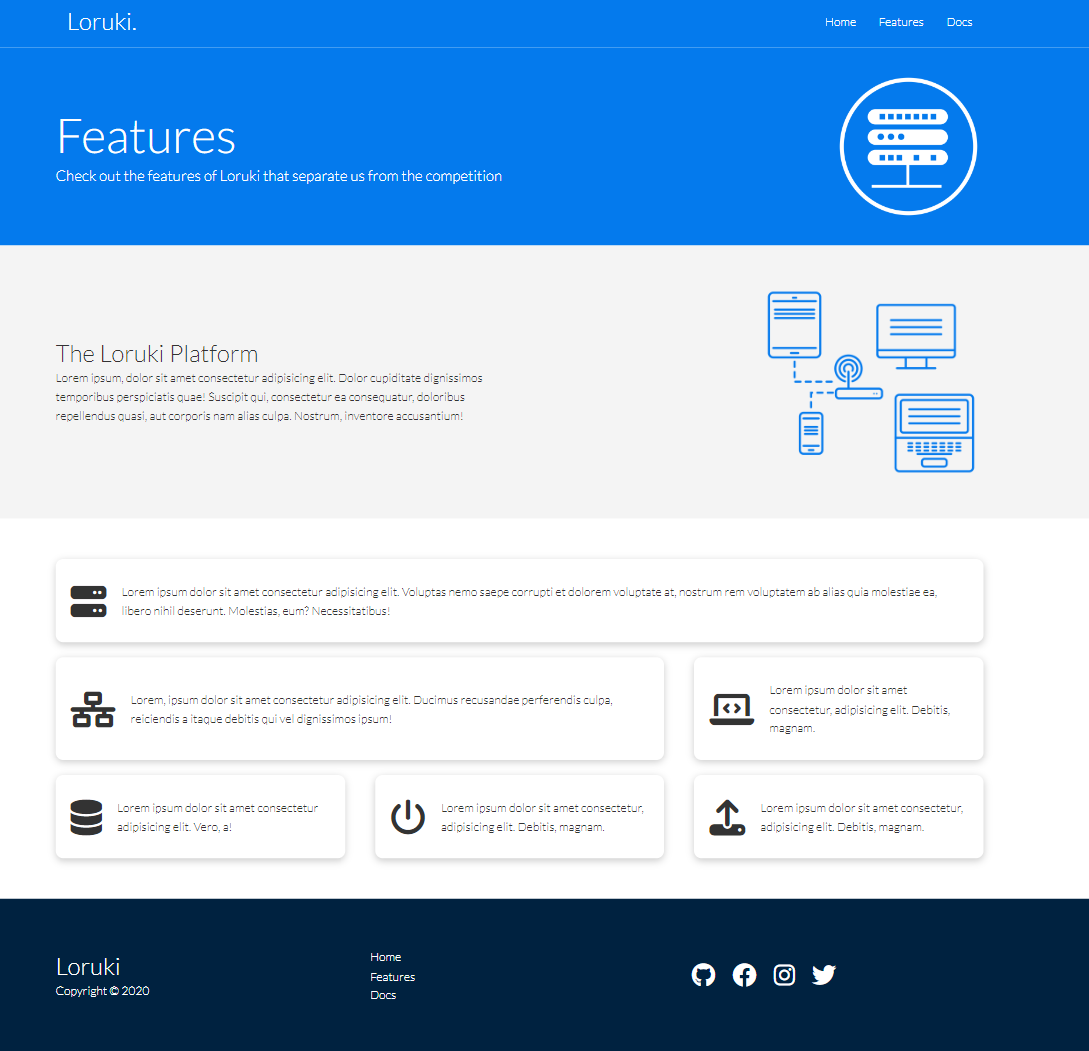 Loruki.
Home Features Docs
Features
Check out the features of Loruki that separate us from the competition
The Loruki Platform
Lorem ipsum, dolor sit amet consectetur adipisicing elit. Dolor cupiditate dignissimos
temporibus perspiciatis quae! Suscipit qui, consectetur ea consequatur, doloribus
repellendus quasi, aut corporis nam alias culpa. Nostrum, inventore accusantium!
Lorem ipsum dolor sit amet consectetur adipisicing elit. Voluptas nemo saepe corrupti et dolorem voluptate at, nostrum rem voluptatem ab alias quia molestiae ea,
libero nihil deserunt. Molestias, eum? Necessitatibus!
Lorem, ipsum dolor sit amet consectetur adipisicing elit. Ducimus recusandae perferendis culpa,
reiciendis a itaque debitis qui vel dignissimos ipsum!
Lorem ipsum dolor sit amet
consectetur, adipisicing elit. Debitis,
magnam.
Lorem ipsum dolor sit amet consectetur
adipisicing elit. Vero, a!
Lorem ipsum dolor sit amet consectetur,
adipisicing elit. Debitis, magnam.
Lorem ipsum dolor sit amet consectetur,
adipisicing elit. Debitis, magnam.
Loruki
Copyright © 2020
Home
Features
Docs